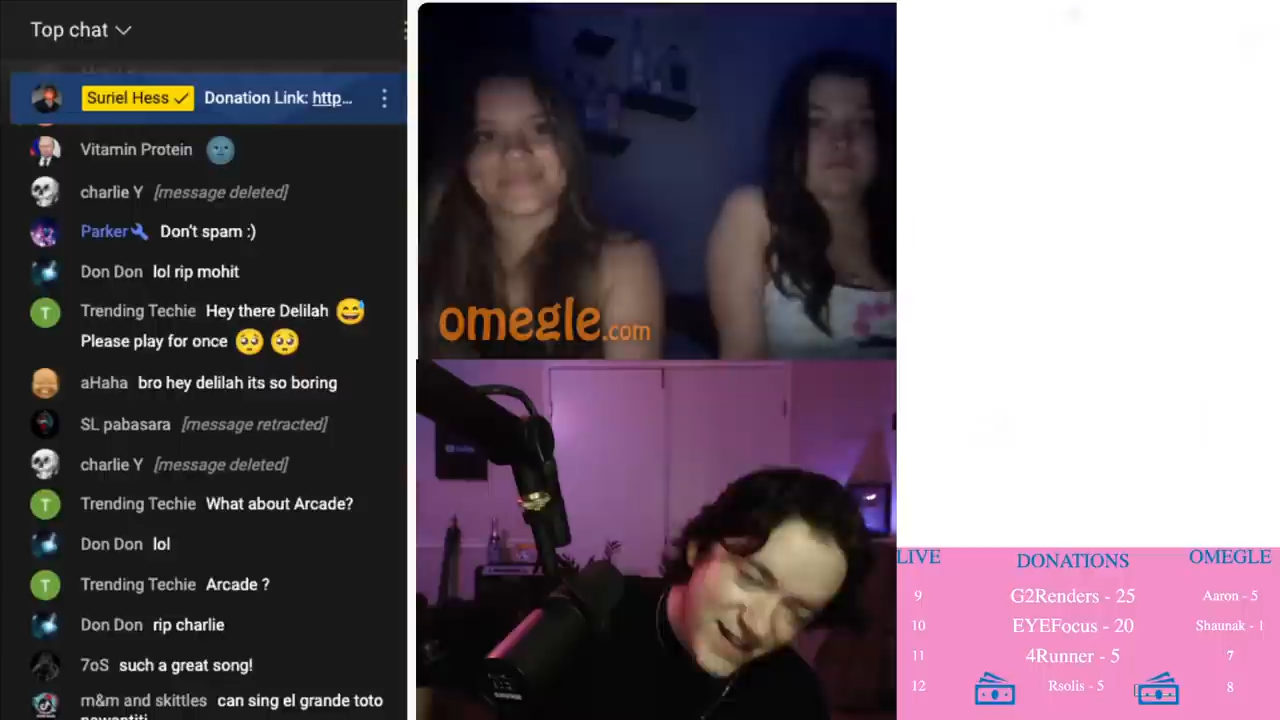 Top chat
Suriel Hess Donation Link: http...
Vitamin Protein
charlie Y [message deleted]
Parker Don't spam :)
Don Don lol rip mohit
T Trending Techie Hey there Delilah
Please play for once
aHaha bro hey delilah its so boring
SL pabasara [message retracted]
charlie Y [message deleted]
T Trending Techie What about Arcade?
Don Don lol
T Trending Techie Arcade ?
Don Don rip charlie
7oS such a great song!
m&m and skittles can sing el grande toto
omegle.com
LIVE DONATIONS OMEGLE
9 G2Renders - 25 Aaron - 5
10 EYEFocus - 20 Shaunak - 1
11 4Runner - 5 7
12 Rsolis - 5 8